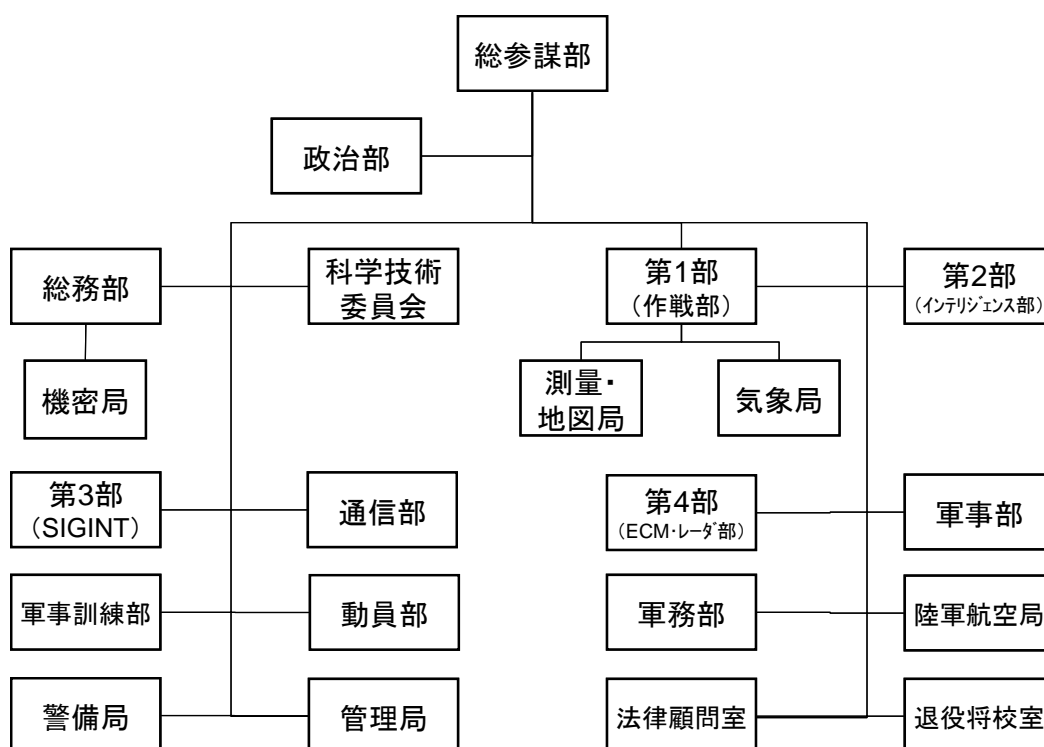 総参謀部
政治部
総務部
科学技術
委員会
第1部
（作戦部）
第2部
（ｲﾝﾃﾘｼﾞｪﾝｽ部）
機密局
測量・
地図局
気象局
第3部
（SIGINT）
通信部
第4部
（ECM・ﾚｰﾀﾞ部）
軍事部
軍事訓練部
動員部
軍務部
陸軍航空局
警備局
管理局
法律顧問室
退役将校室